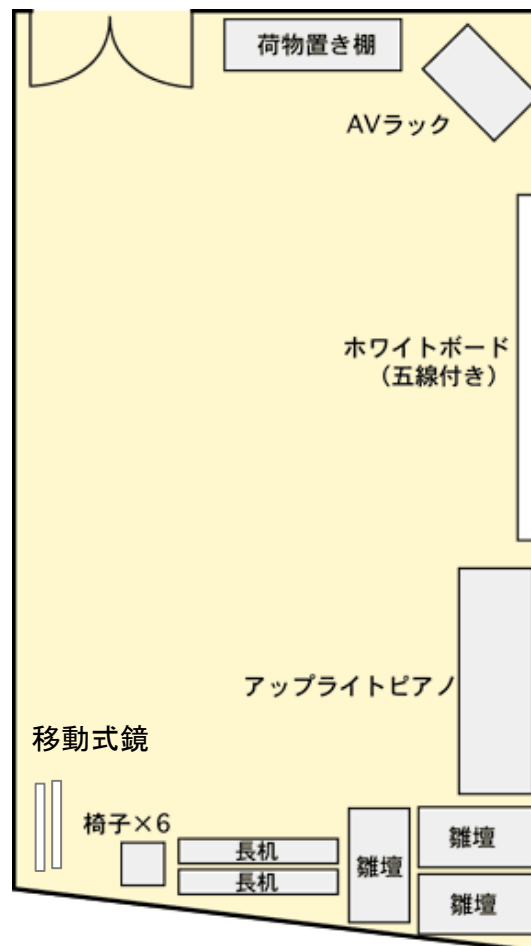 荷物置き棚
AVラック
ホワイトボード
（五線付き）
アップライトピアノ
移動式鏡
椅子×6
長机
長机
雛壇
雛壇
雛壇